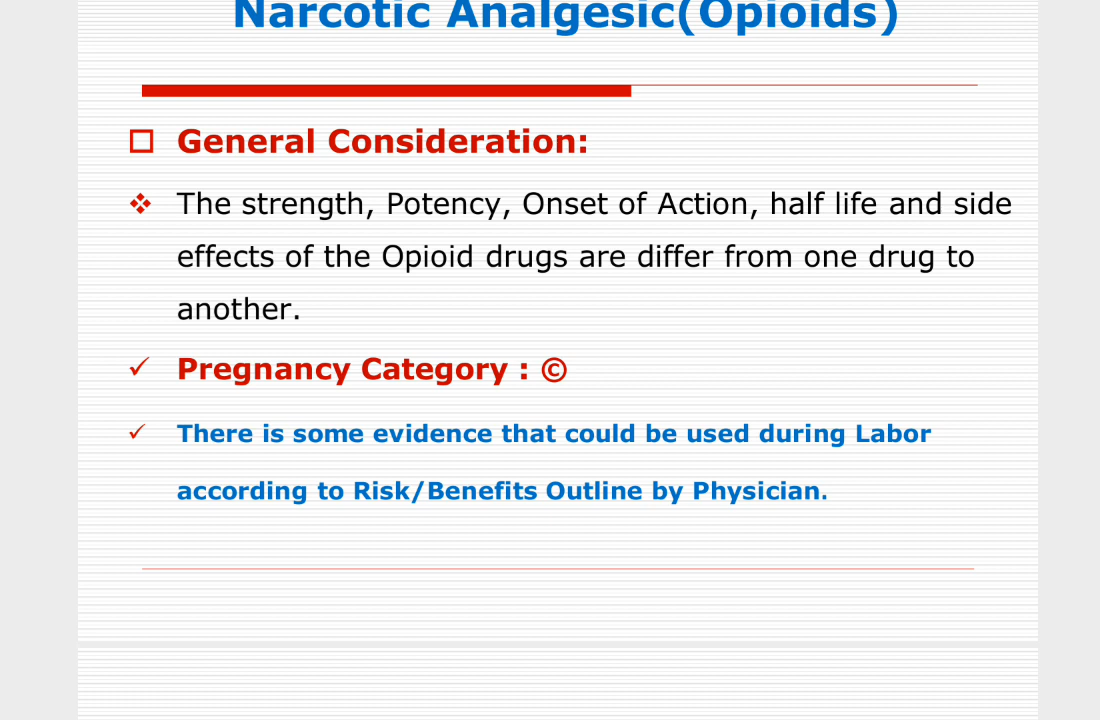 Narcotic Analgesic(Opioids)
General Consideration:
The strength, Potency, Onset of Action, half life and side
effects of the Opioid drugs are differ from one drug to
another.
Pregnancy Category : ©
There is some evidence that could be used during Labor
according to Risk/Benefits Outline by Physician.